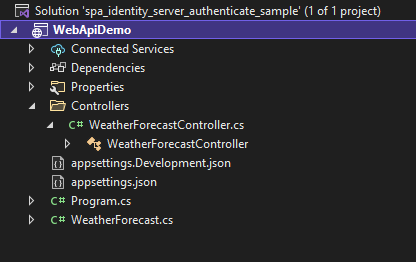 Solution 'spa_identity_server_authenticate_sample' (1 of 1 project)
WebApiDemo
Connected Services
Dependencies
Properties
Controllers
C# WeatherForecastController.cs
WeatherForecastController
appsettings.Development.json
appsettings.json
C# Program.cs
C# WeatherForecast.cs